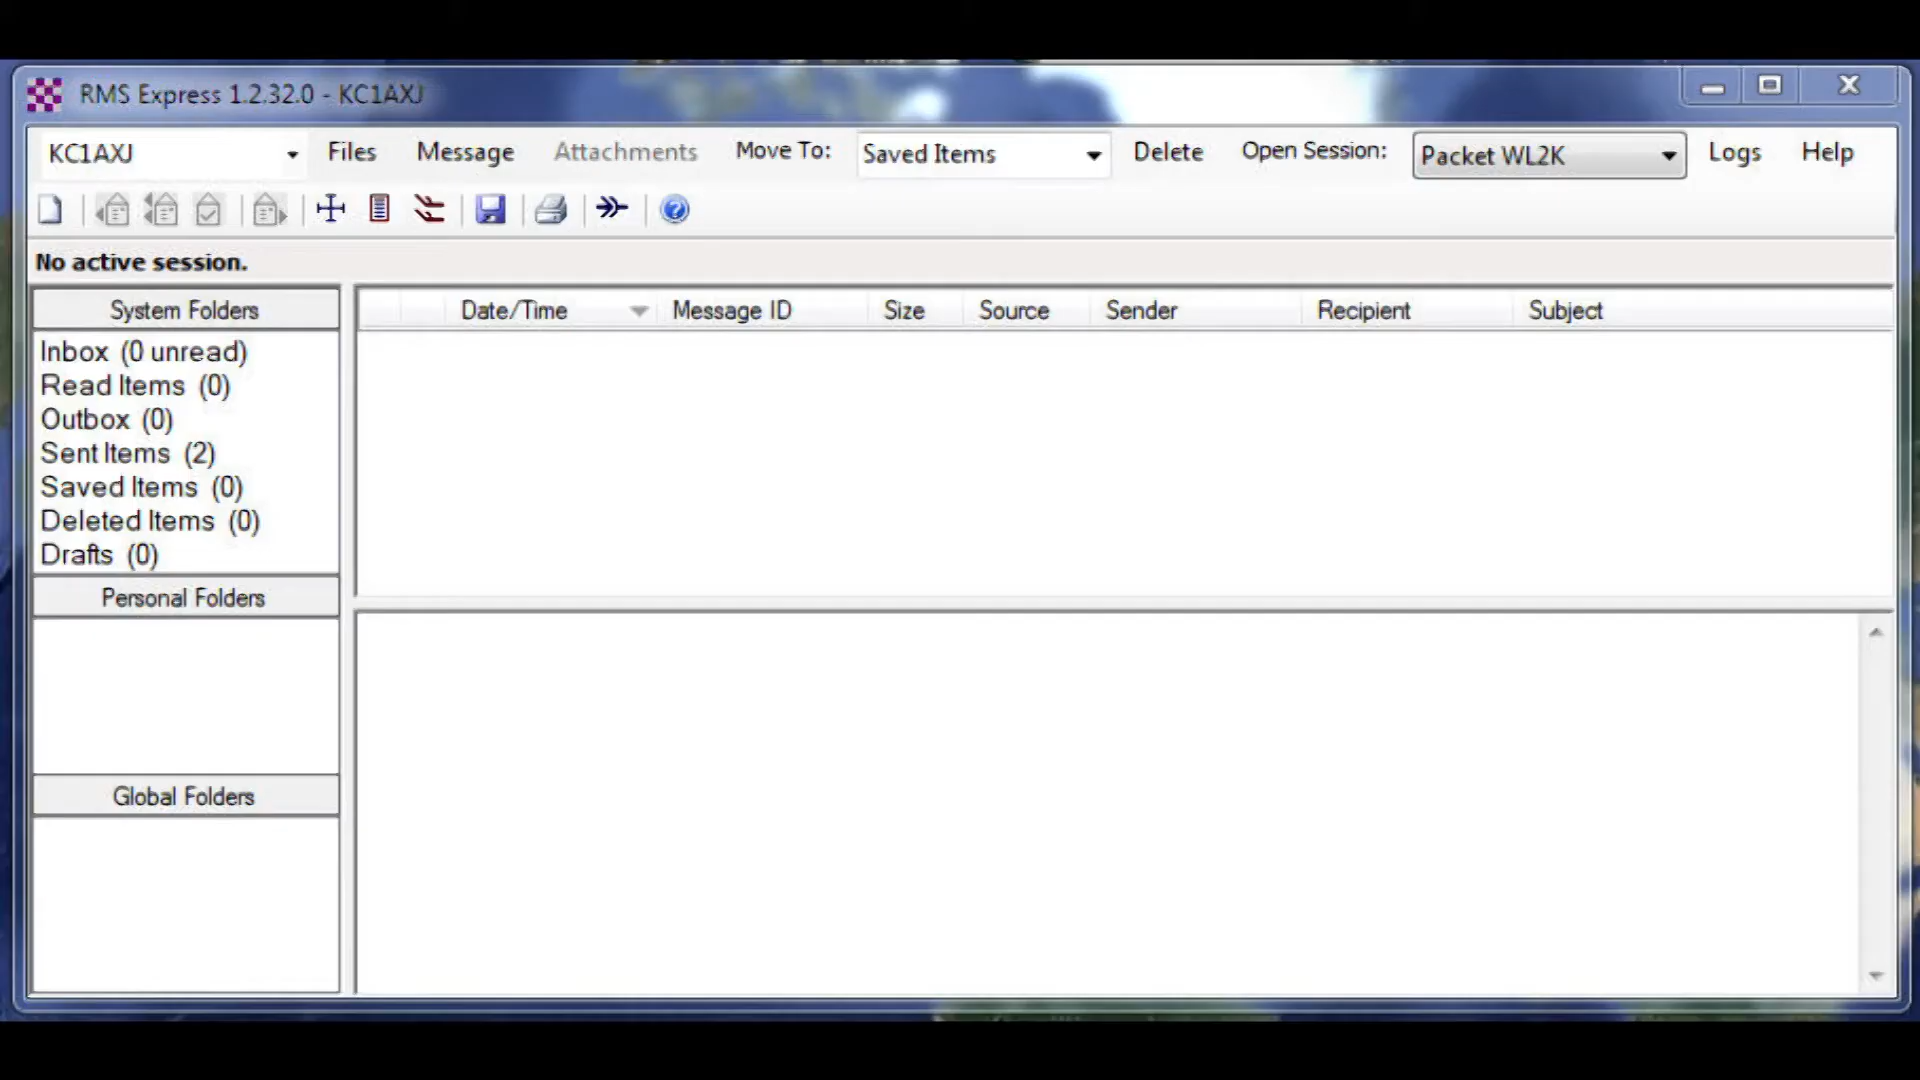 RMS Express 1.2.32.0 - KC1AXJ
KC1AXJ Files Message Attachments Move To: Saved Items Delete Open Session: Packet WL2K Logs Help
No active session.
System Folders
Inbox (0 unread)
Read Items (0)
Outbox (0)
Sent Items (2)
Saved Items (0)
Deleted Items (0)
Drafts (0)
Personal Folders
Global Folders
Date/Time Message ID Size Source Sender Recipient Subject